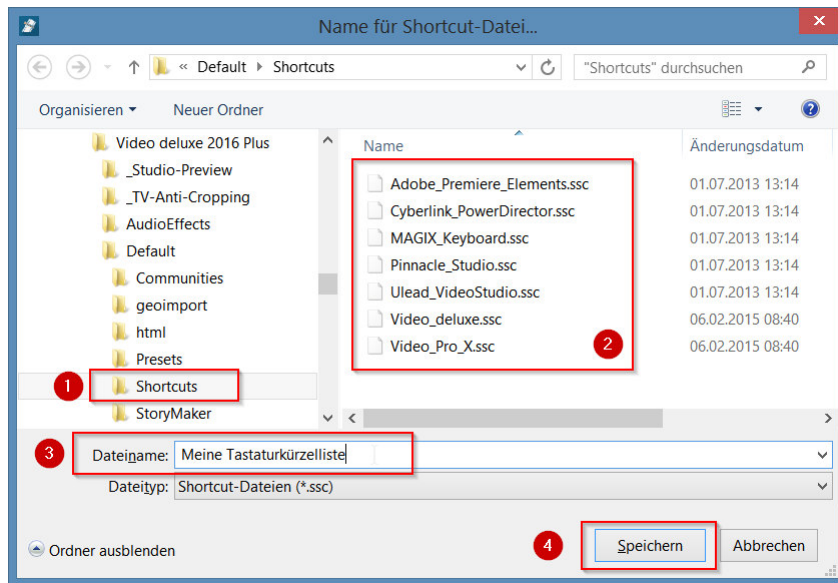 Name für Shortcut-Datei...
« Default Shortcuts
"Shortcuts" durchsuchen
Organisieren
Neuer Ordner
Video deluxe 2016 Plus
_Studio-Preview
_TV-Anti-Cropping
AudioEffects
Default
Communities
geoimport
html
Presets
1 Shortcuts
StoryMaker
Name Änderungsdatum
Adobe_Premiere_Elements.ssc 01.07.2013 13:14
Cyberlink_PowerDirector.ssc 01.07.2013 13:14
MAGIX_Keyboard.ssc 01.07.2013 13:14
Pinnacle_Studio.ssc 01.07.2013 13:14
Ulead_VideoStudio.ssc 01.07.2013 13:14
Video_deluxe.ssc 06.02.2015 08:40
Video_Pro_X.ssc 2 06.02.2015 08:40
3 Dateiname: Meine Tastaturkürzelliste
Dateityp: Shortcut-Dateien (*.ssc)
Ordner ausblenden
4 Speichern Abbrechen